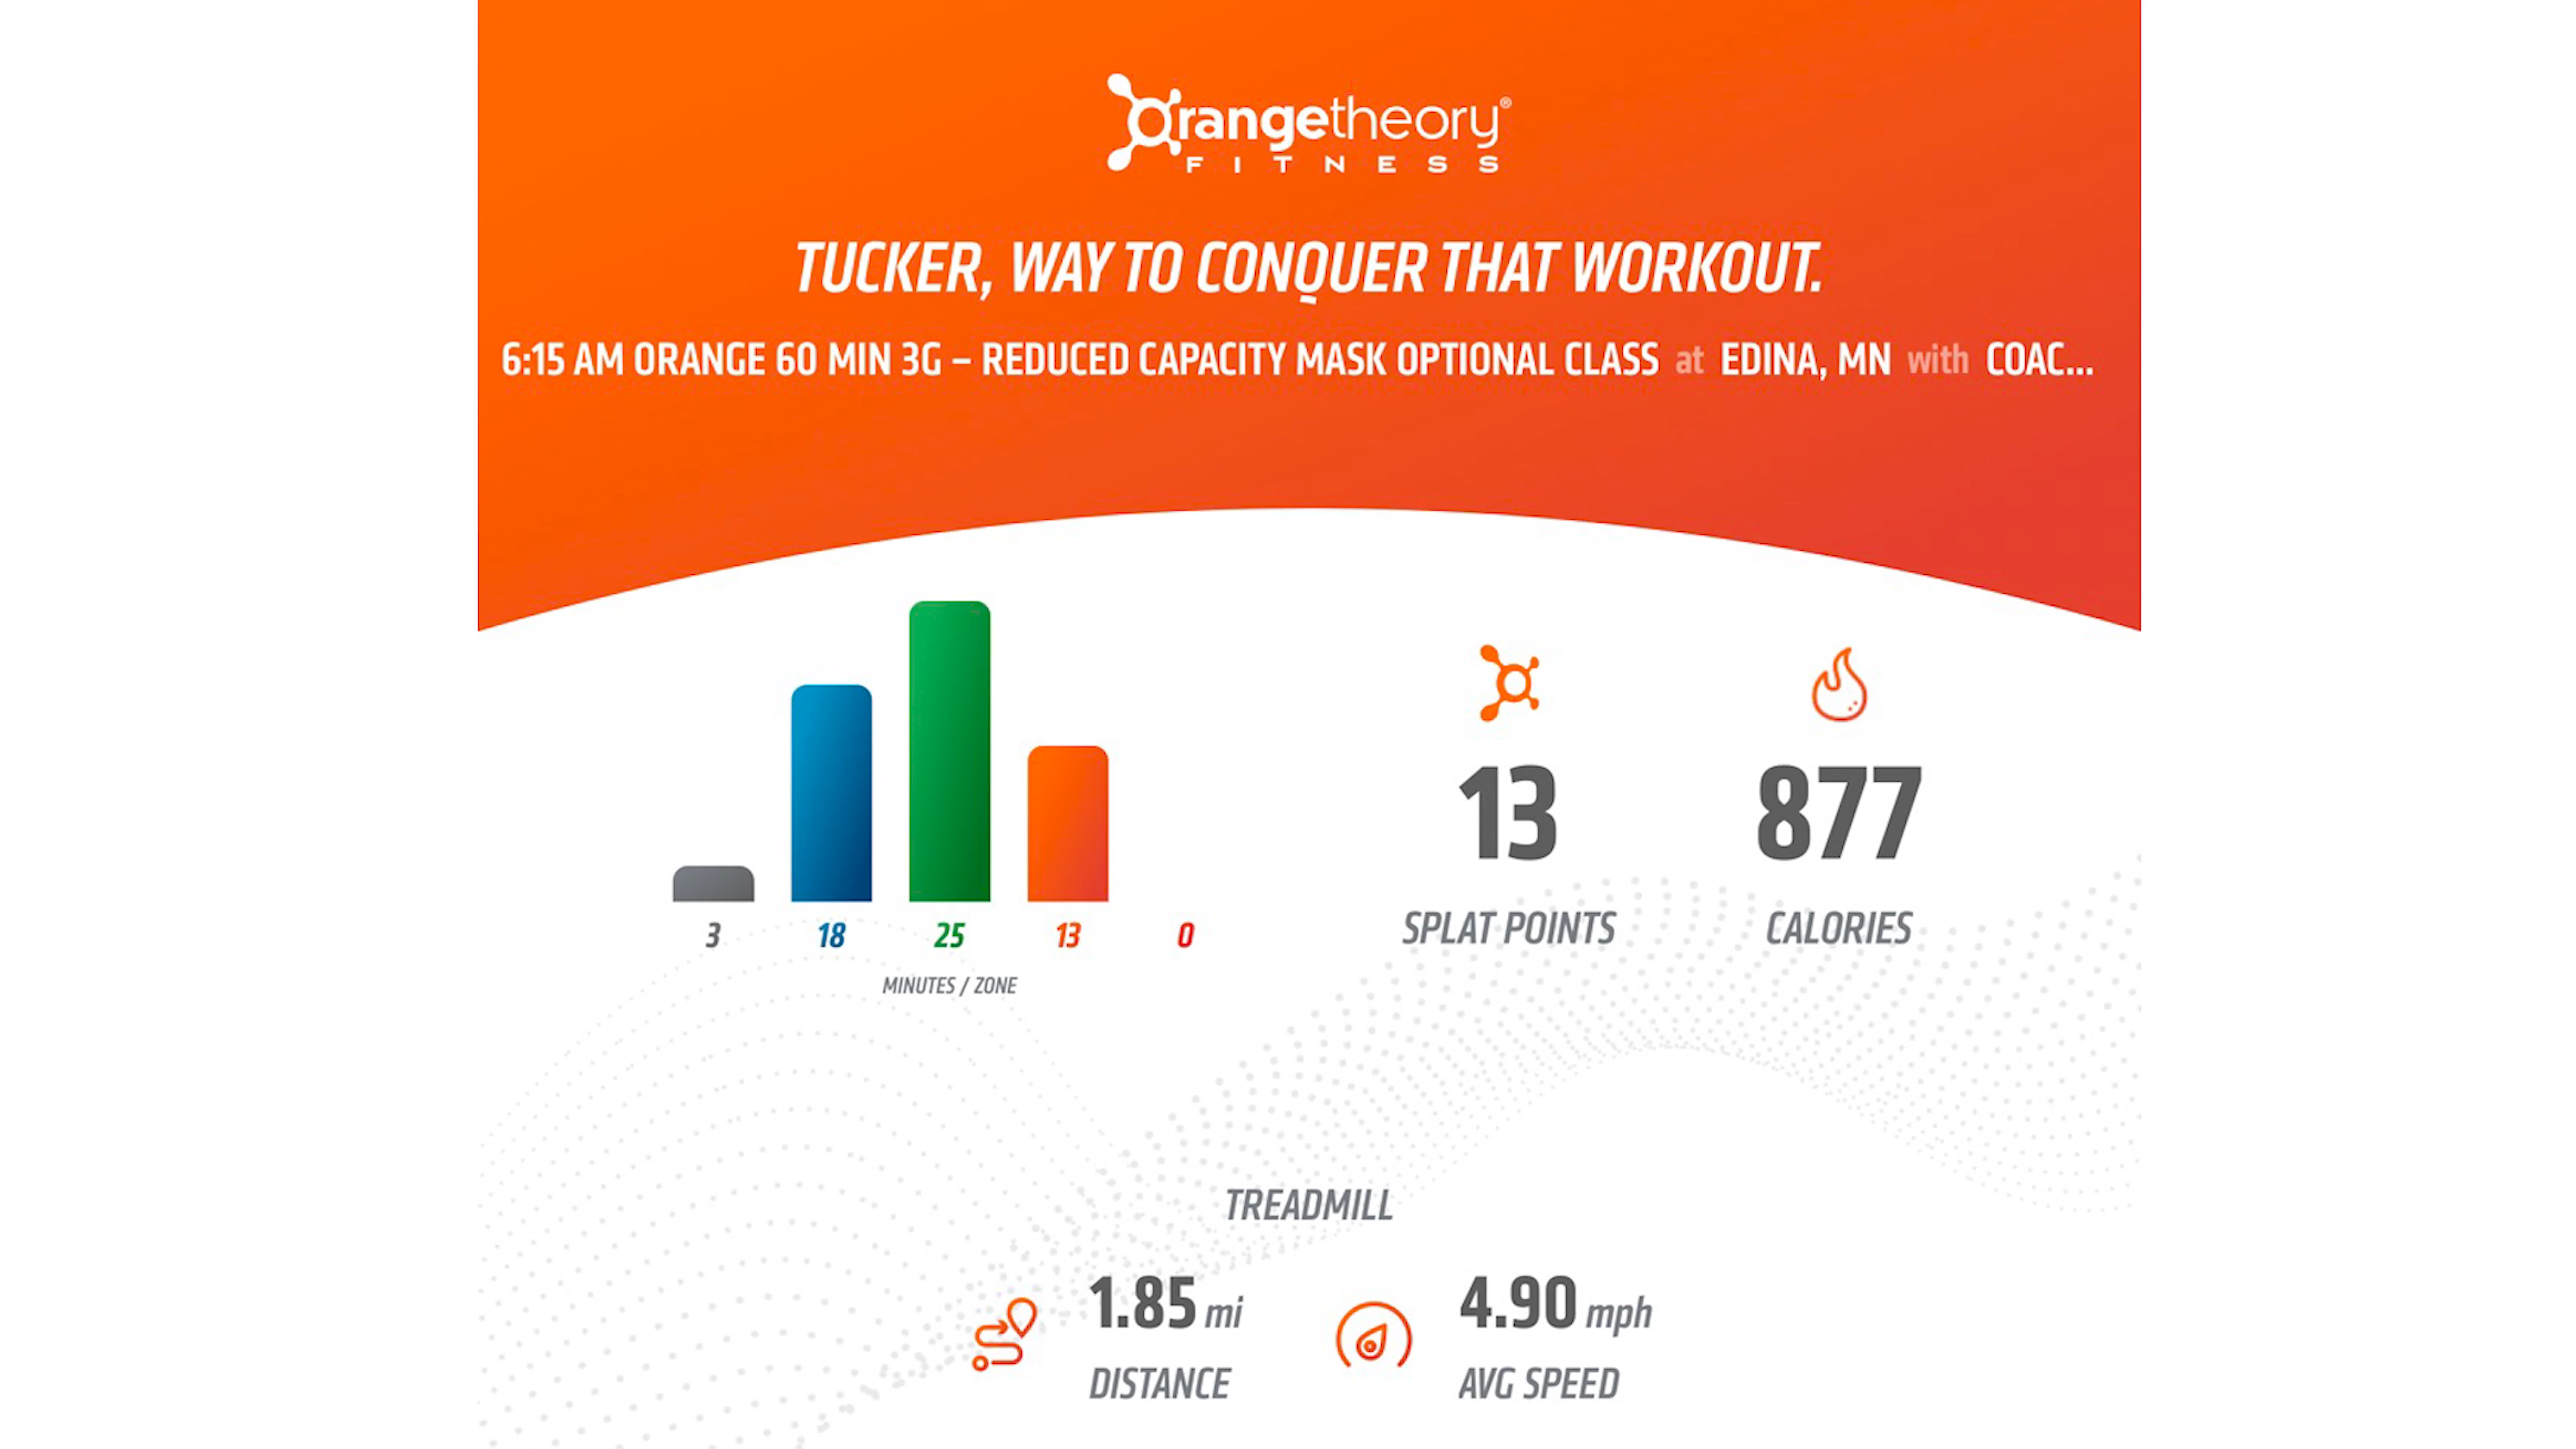 Orangetheory®
FITNESS
TUCKER, WAY TO CONQUER THAT WORKOUT.
6:15 AM ORANGE 60 MIN 3G – REDUCED CAPACITY MASK OPTIONAL CLASS at EDINA, MN with COAC...
3 18 25 13 0
MINUTES / ZONE
13
SPLAT POINTS
877
CALORIES
TREADMILL
1.85 mi
DISTANCE
4.90 mph
AVG SPEED